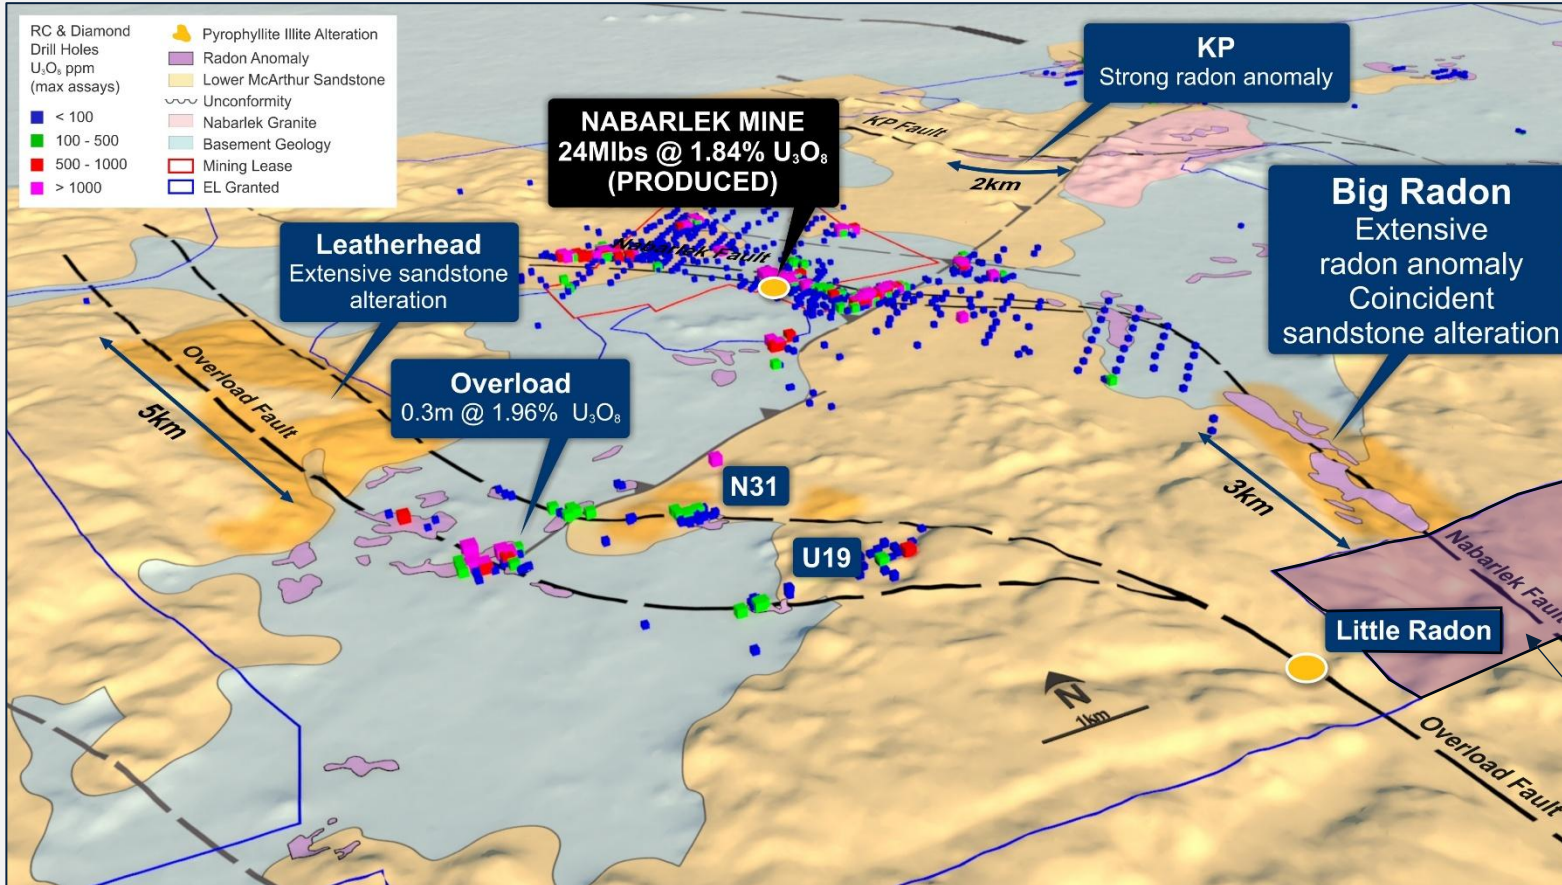 RC & Diamond
Drill Holes
U₃O₈ ppm
(max assays)
< 100
100 - 500
500 - 1000
> 1000
Pyrophyllite Illite Alteration
Radon Anomaly
Lower McArthur Sandstone
Unconformity
Nabarlek Granite
Basement Geology
Mining Lease
EL Granted
KP
Strong radon anomaly
NABARLEK MINE
24Mlbs @ 1.84% U₃O₈
(PRODUCED)
KP Fault
2km
Big Radon
Extensive
radon anomaly
Coincident
sandstone alteration
Leatherhead
Extensive sandstone
alteration
Nabarlek Fault
Overload Fault
5km
Overload
0.3m @ 1.96% U₃O₈
N31
U19
3km
Nabarlek Fault
Little Radon
N
1km
Overload Fault